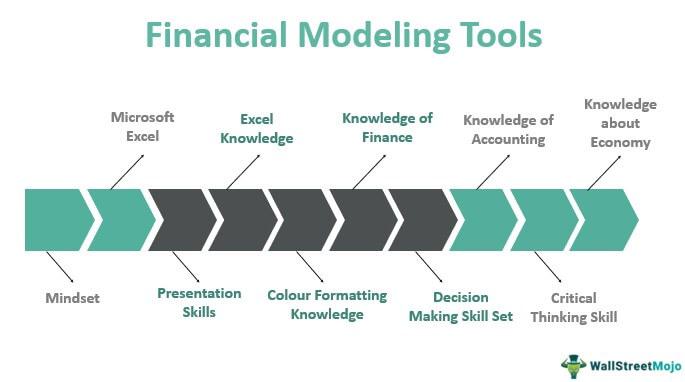 Financial Modeling Tools
Microsoft
Excel
Excel
Knowledge
Knowledge of
Finance
Knowledge of
Accounting
Knowledge
about
Economy
Mindset
Presentation
Skills
Colour Formatting
Knowledge
Decision
Making Skill Set
Critical
Thinking Skill
WallStreetMojo